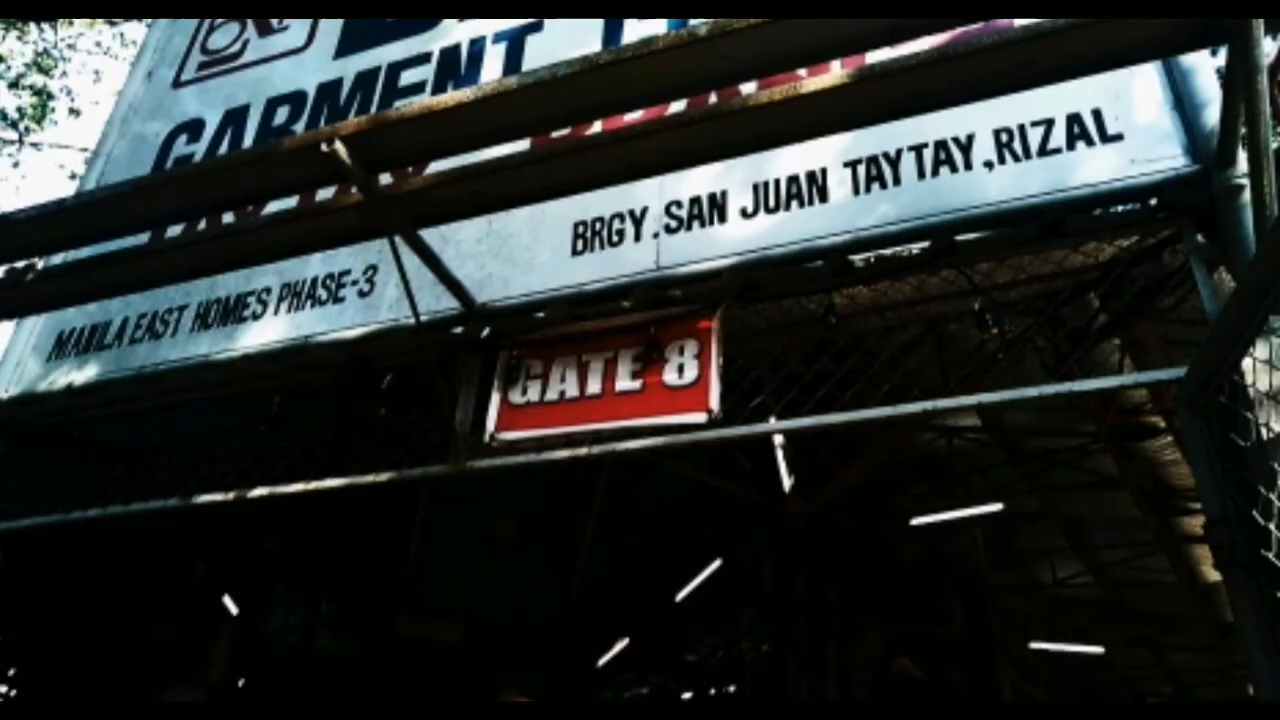 GARMENT
MANILA EAST HOMES PHASE-3
BRGY.SAN JUAN TAYTAY,RIZAL
GATE 8